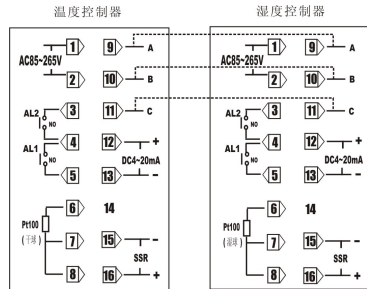 温度控制器 湿度控制器
1 9 A 1 9 A
AC85~265V AC85~265V
2 10 B 2 10 B
AL2 3 11 C AL2 3 11 C
NO NO
4 12 + 4 12 +
AL1 AL1
NO DC4~20mA NO DC4~20mA
5 13 - 5 13 -
6 14 6 14
Pt100 Pt100
(干球) 7 15 - (湿球) 7 15 -
SSR SSR
8 16 + 8 16 +